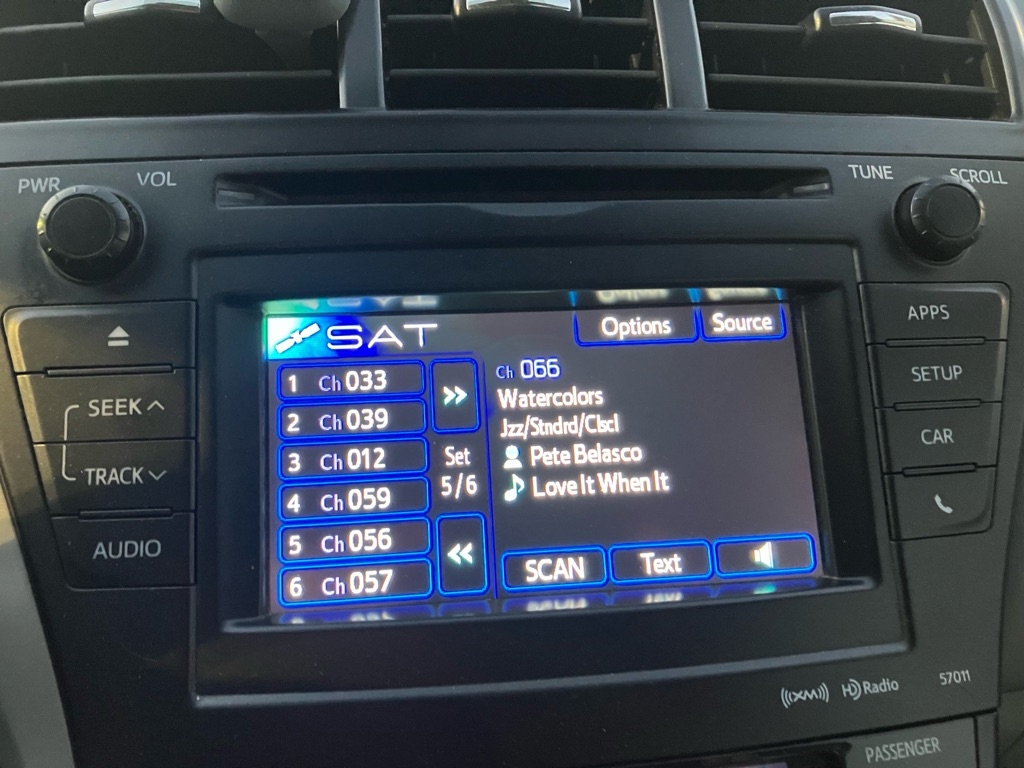 PWR VOL
TUNE SCROLL
SEEK
TRACK
AUDIO
APPS
SETUP
CAR
SAT
Options
Source
1 Ch 033
2 Ch 039
3 Ch 012
4 Ch 059
5 Ch 056
6 Ch 057
Set
5/6
Ch 066
Watercolors
Jzz/Stndrd/Clscl
Pete Belasco
Love It When It
SCAN
Text
((XM))
HD Radio
57011
PASSENGER